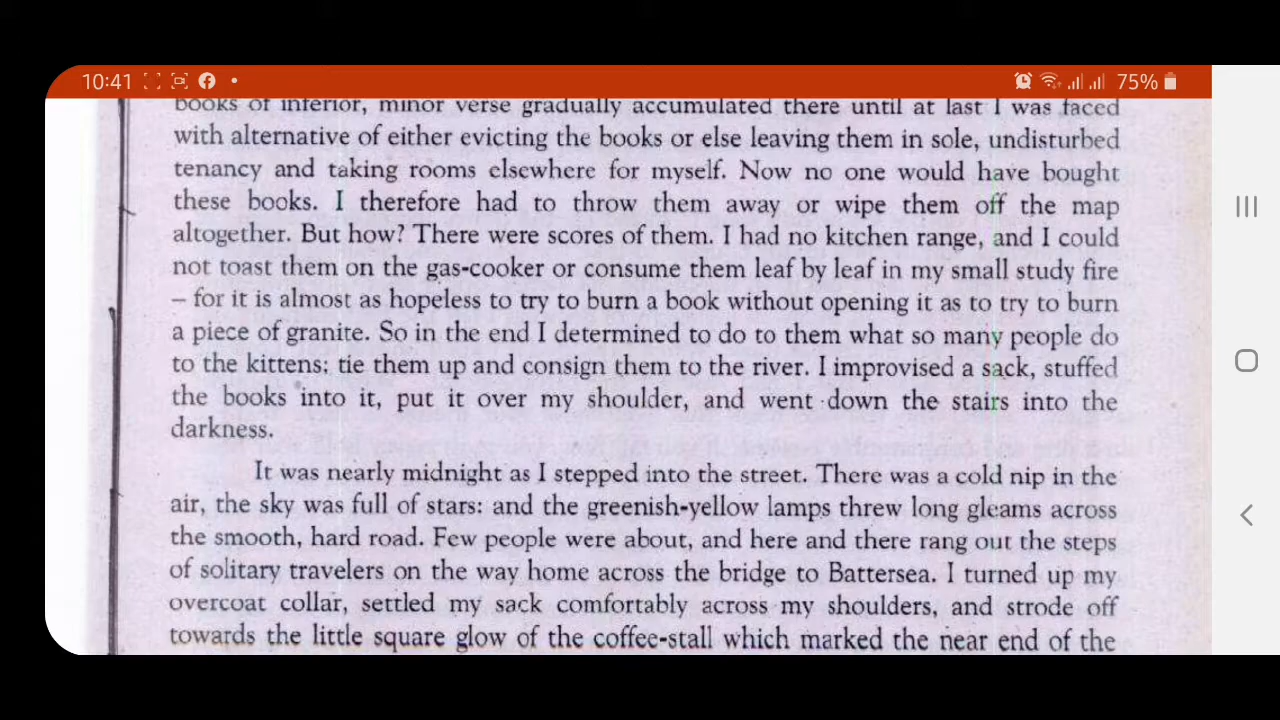 10:41
75%
books of inferior, minor verse gradually accumulated there until at last I was faced
with alternative of either evicting the books or else leaving them in sole, undisturbed
tenancy and taking rooms elsewhere for myself. Now no one would have bought
these books. I therefore had to throw them away or wipe them off the map
altogether. But how? There were scores of them. I had no kitchen range, and I could
not toast them on the gas-cooker or consume them leaf by leaf in my small study fire
– for it is almost as hopeless to try to burn a book without opening it as to try to burn
a piece of granite. So in the end I determined to do to them what so many people do
to the kittens: tie them up and consign them to the river. I improvised a sack, stuffed
the books into it, put it over my shoulder, and went down the stairs into the
darkness.
It was nearly midnight as I stepped into the street. There was a cold nip in the
air, the sky was full of stars: and the greenish-yellow lamps threw long gleams across
the smooth, hard road. Few people were about, and here and there rang out the steps
of solitary travelers on the way home across the bridge to Battersea. I turned up my
overcoat collar, settled my sack comfortably across my shoulders, and strode off
towards the little square glow of the coffee-stall which marked the near end of the